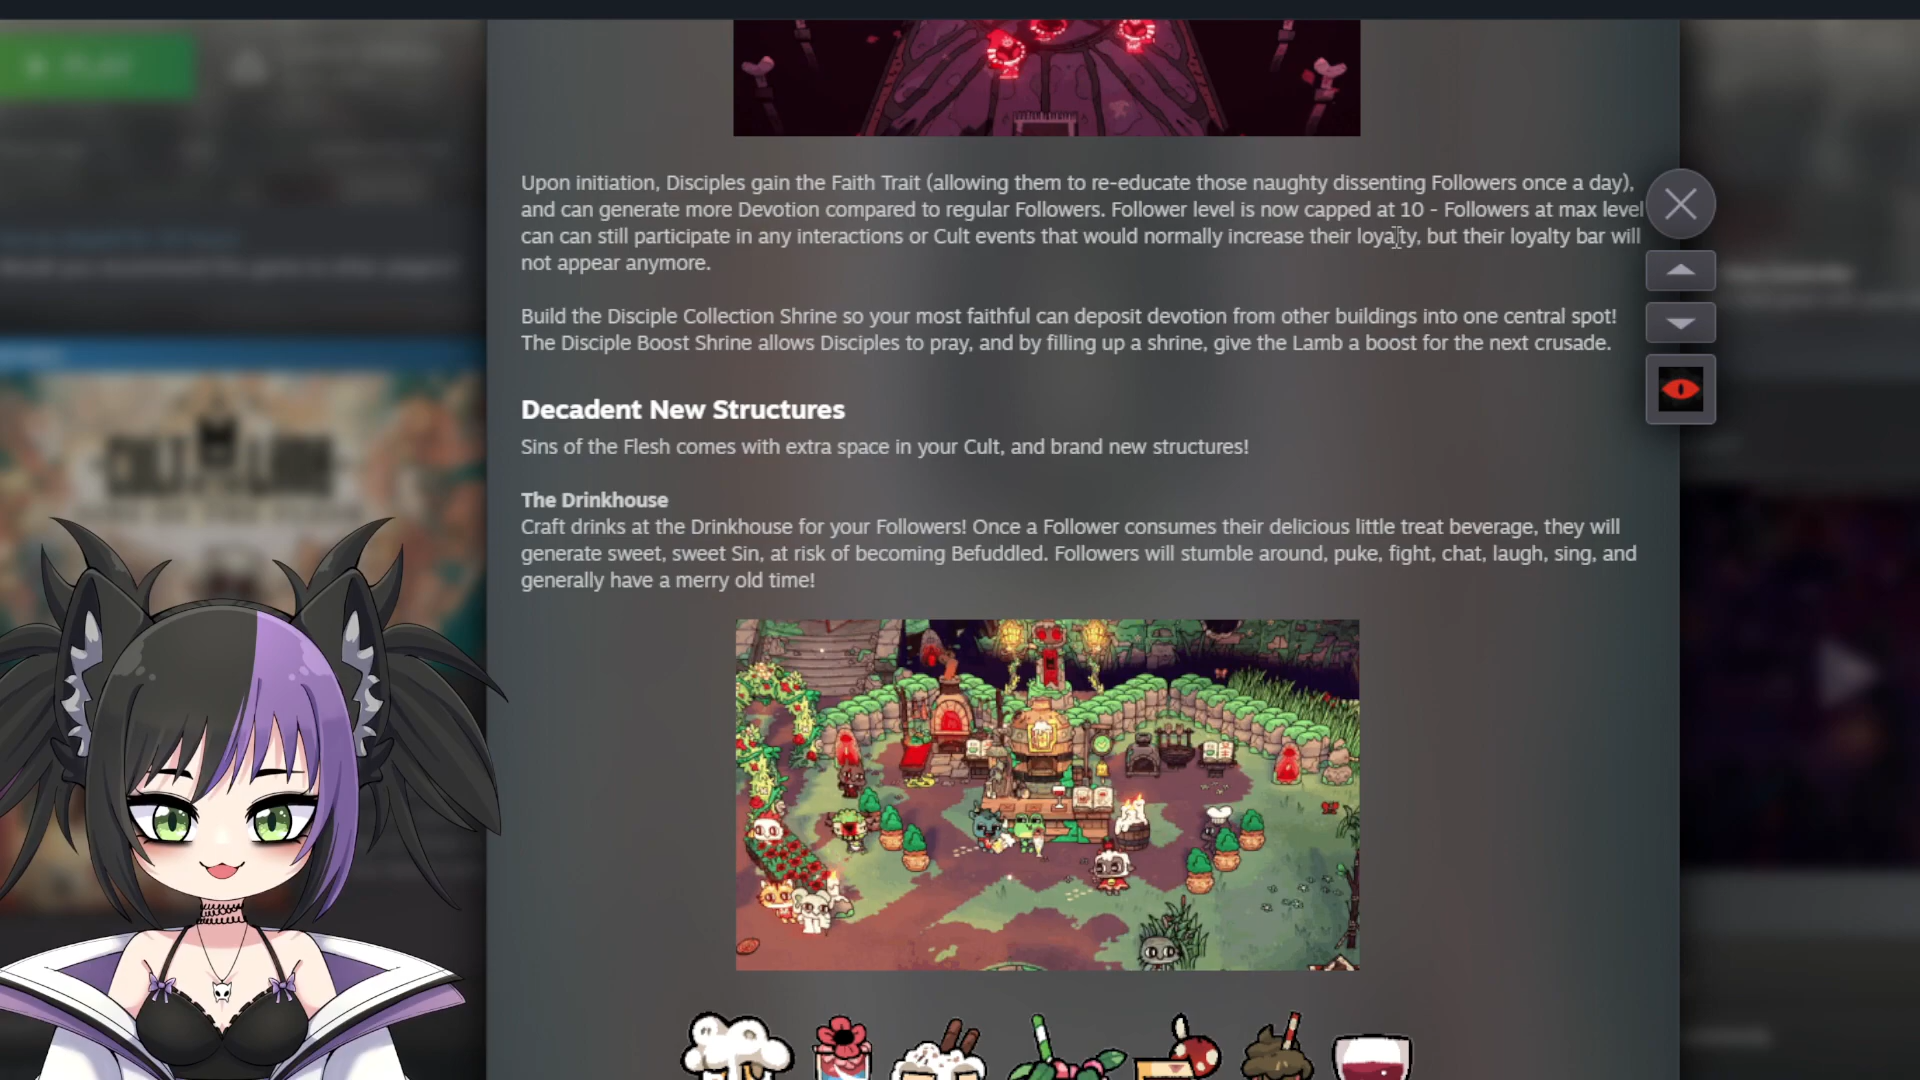 PLAY
Upon initiation, Disciples gain the Faith Trait (allowing them to re-educate those naughty dissenting Followers once a day),
and can generate more Devotion compared to regular Followers. Follower level is now capped at 10 - Followers at max level
can can still participate in any interactions or Cult events that would normally increase their loyalty, but their loyalty bar will
not appear anymore.
Build the Disciple Collection Shrine so your most faithful can deposit devotion from other buildings into one central spot!
The Disciple Boost Shrine allows Disciples to pray, and by filling up a shrine, give the Lamb a boost for the next crusade.
Decadent New Structures
Sins of the Flesh comes with extra space in your Cult, and brand new structures!
The Drinkhouse
Craft drinks at the Drinkhouse for your Followers! Once a Follower consumes their delicious little treat beverage, they will
generate sweet, sweet Sin, at risk of becoming Befuddled. Followers will stumble around, puke, fight, chat, laugh, sing, and
generally have a merry old time!